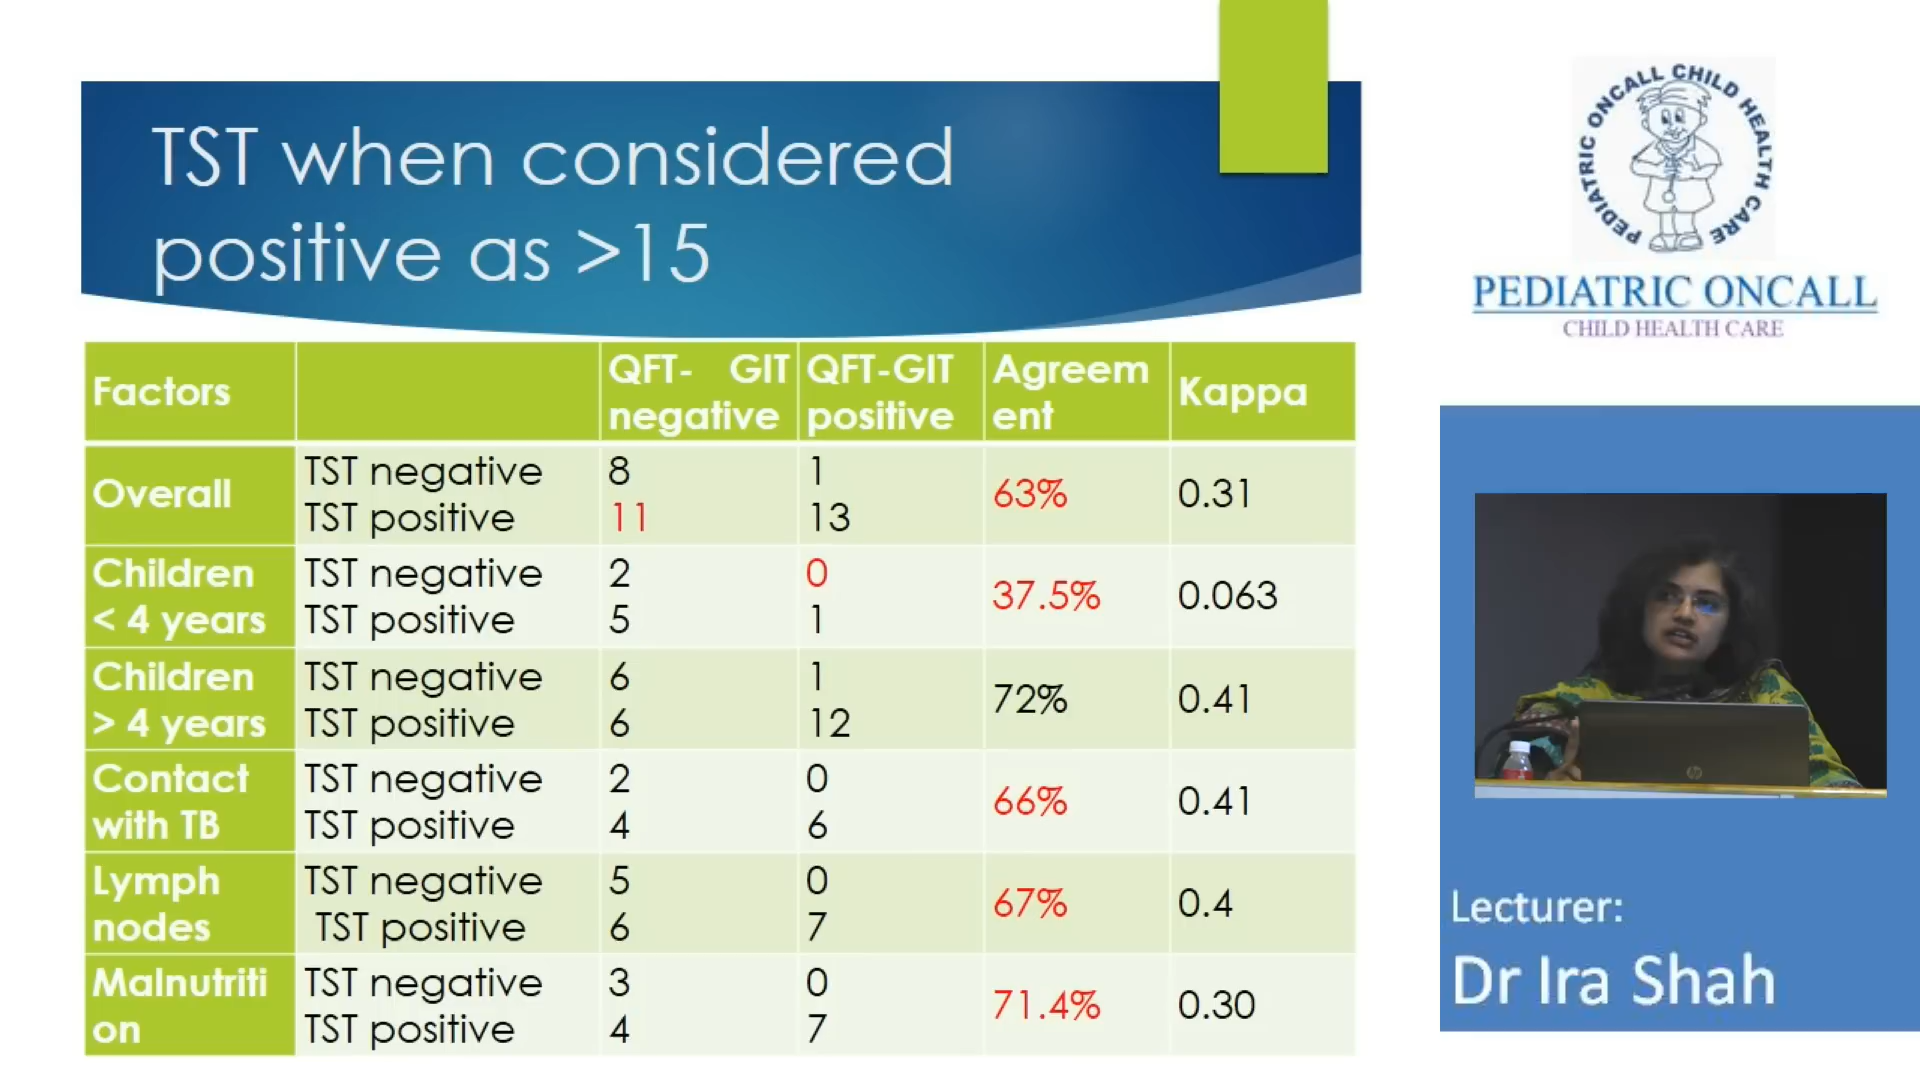 TST when considered
positive as >15
Factors
QFT- GIT
negative
QFT-GIT
positive
Agreem
ent
Kappa
Overall
TST negative
TST positive
8
11
1
13
63%
0.31
Children
< 4 years
TST negative
TST positive
2
5
0
1
37.5%
0.063
Children
> 4 years
TST negative
TST positive
6
6
1
12
72%
0.41
Contact
with TB
TST negative
TST positive
2
4
0
6
66%
0.41
Lymph
nodes
TST negative
TST positive
5
6
0
7
67%
0.4
Malnutriti
on
TST negative
TST positive
3
4
0
7
71.4%
0.30
PEDIATRIC ONCALL CHILD HEALTH CARE
PEDIATRIC ONCALL
CHILD HEALTH CARE
hp
Lecturer:
Dr Ira Shah